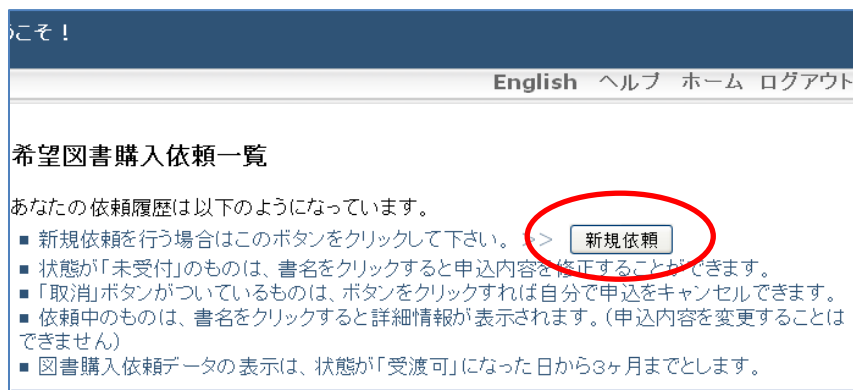 うこそ！
English ヘルプ ホーム ログアウト
希望図書購入依頼一覧
あなたの依頼履歴は以下のようになっています。
■ 新規依頼を行う場合はこのボタンをクリックして下さい。 >> 新規依頼
■ 状態が「未受付」のものは、書名をクリックすると申込内容を修正することができます。
■「取消」ボタンがついているものは、ボタンをクリックすれば自分で申込をキャンセルできます。
■ 依頼中のものは、書名をクリックすると詳細情報が表示されます。(申込内容を変更することは
できません)
■ 図書購入依頼データの表示は、状態が「受渡可」になった日から3ヶ月までとします。